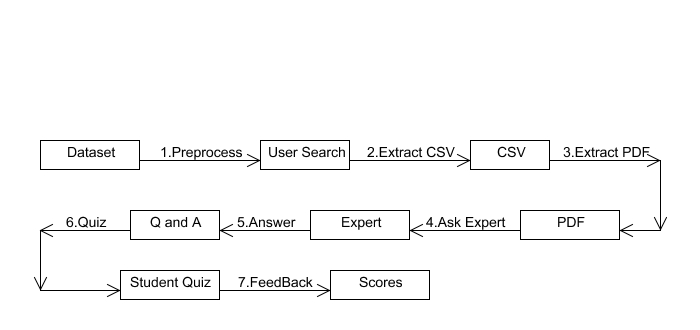 Dataset 1.Preprocess User Search 2.Extract CSV CSV 3.Extract PDF
6.Quiz Q and A 5.Answer Expert 4.Ask Expert PDF
Student Quiz 7.FeedBack Scores